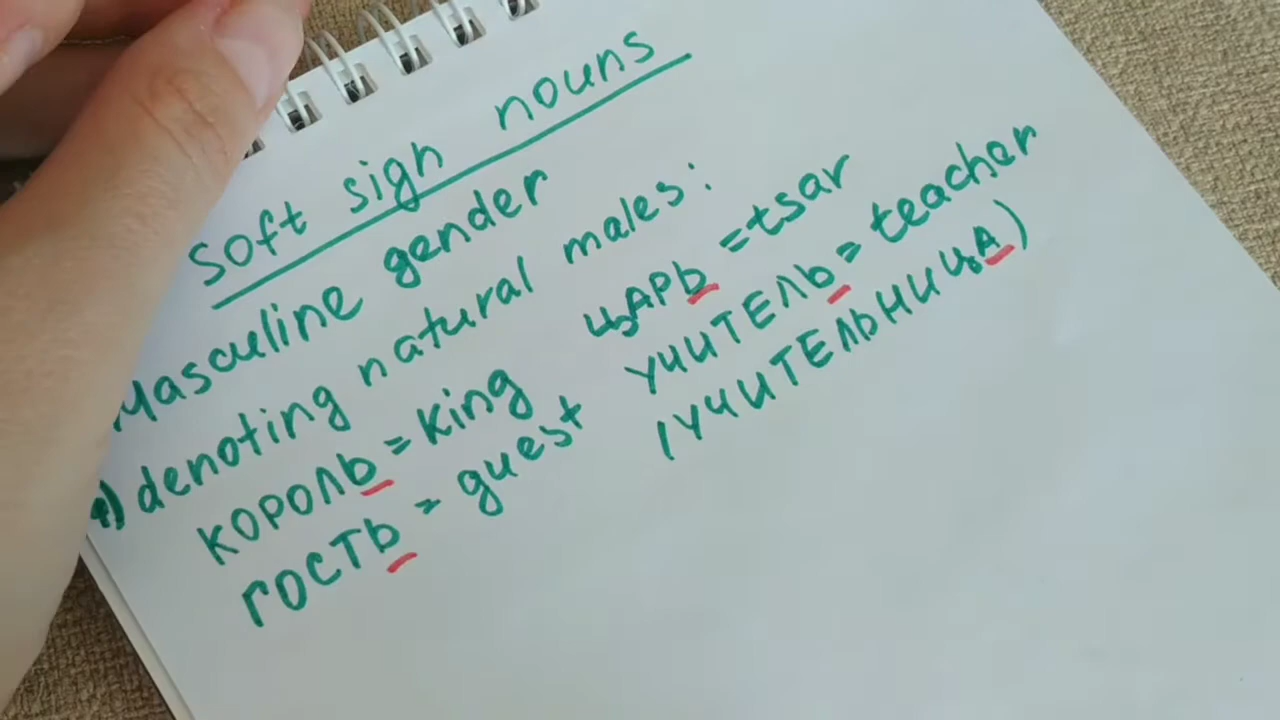 soft sign nouns
Masculine gender
1) denoting natural males:
КОРОЛЬ = King
ГОСТЬ = guest
ЦАРЬ = tsar
УЧИТЕЛЬ = teacher
(УЧИТЕЛЬНИЦА)